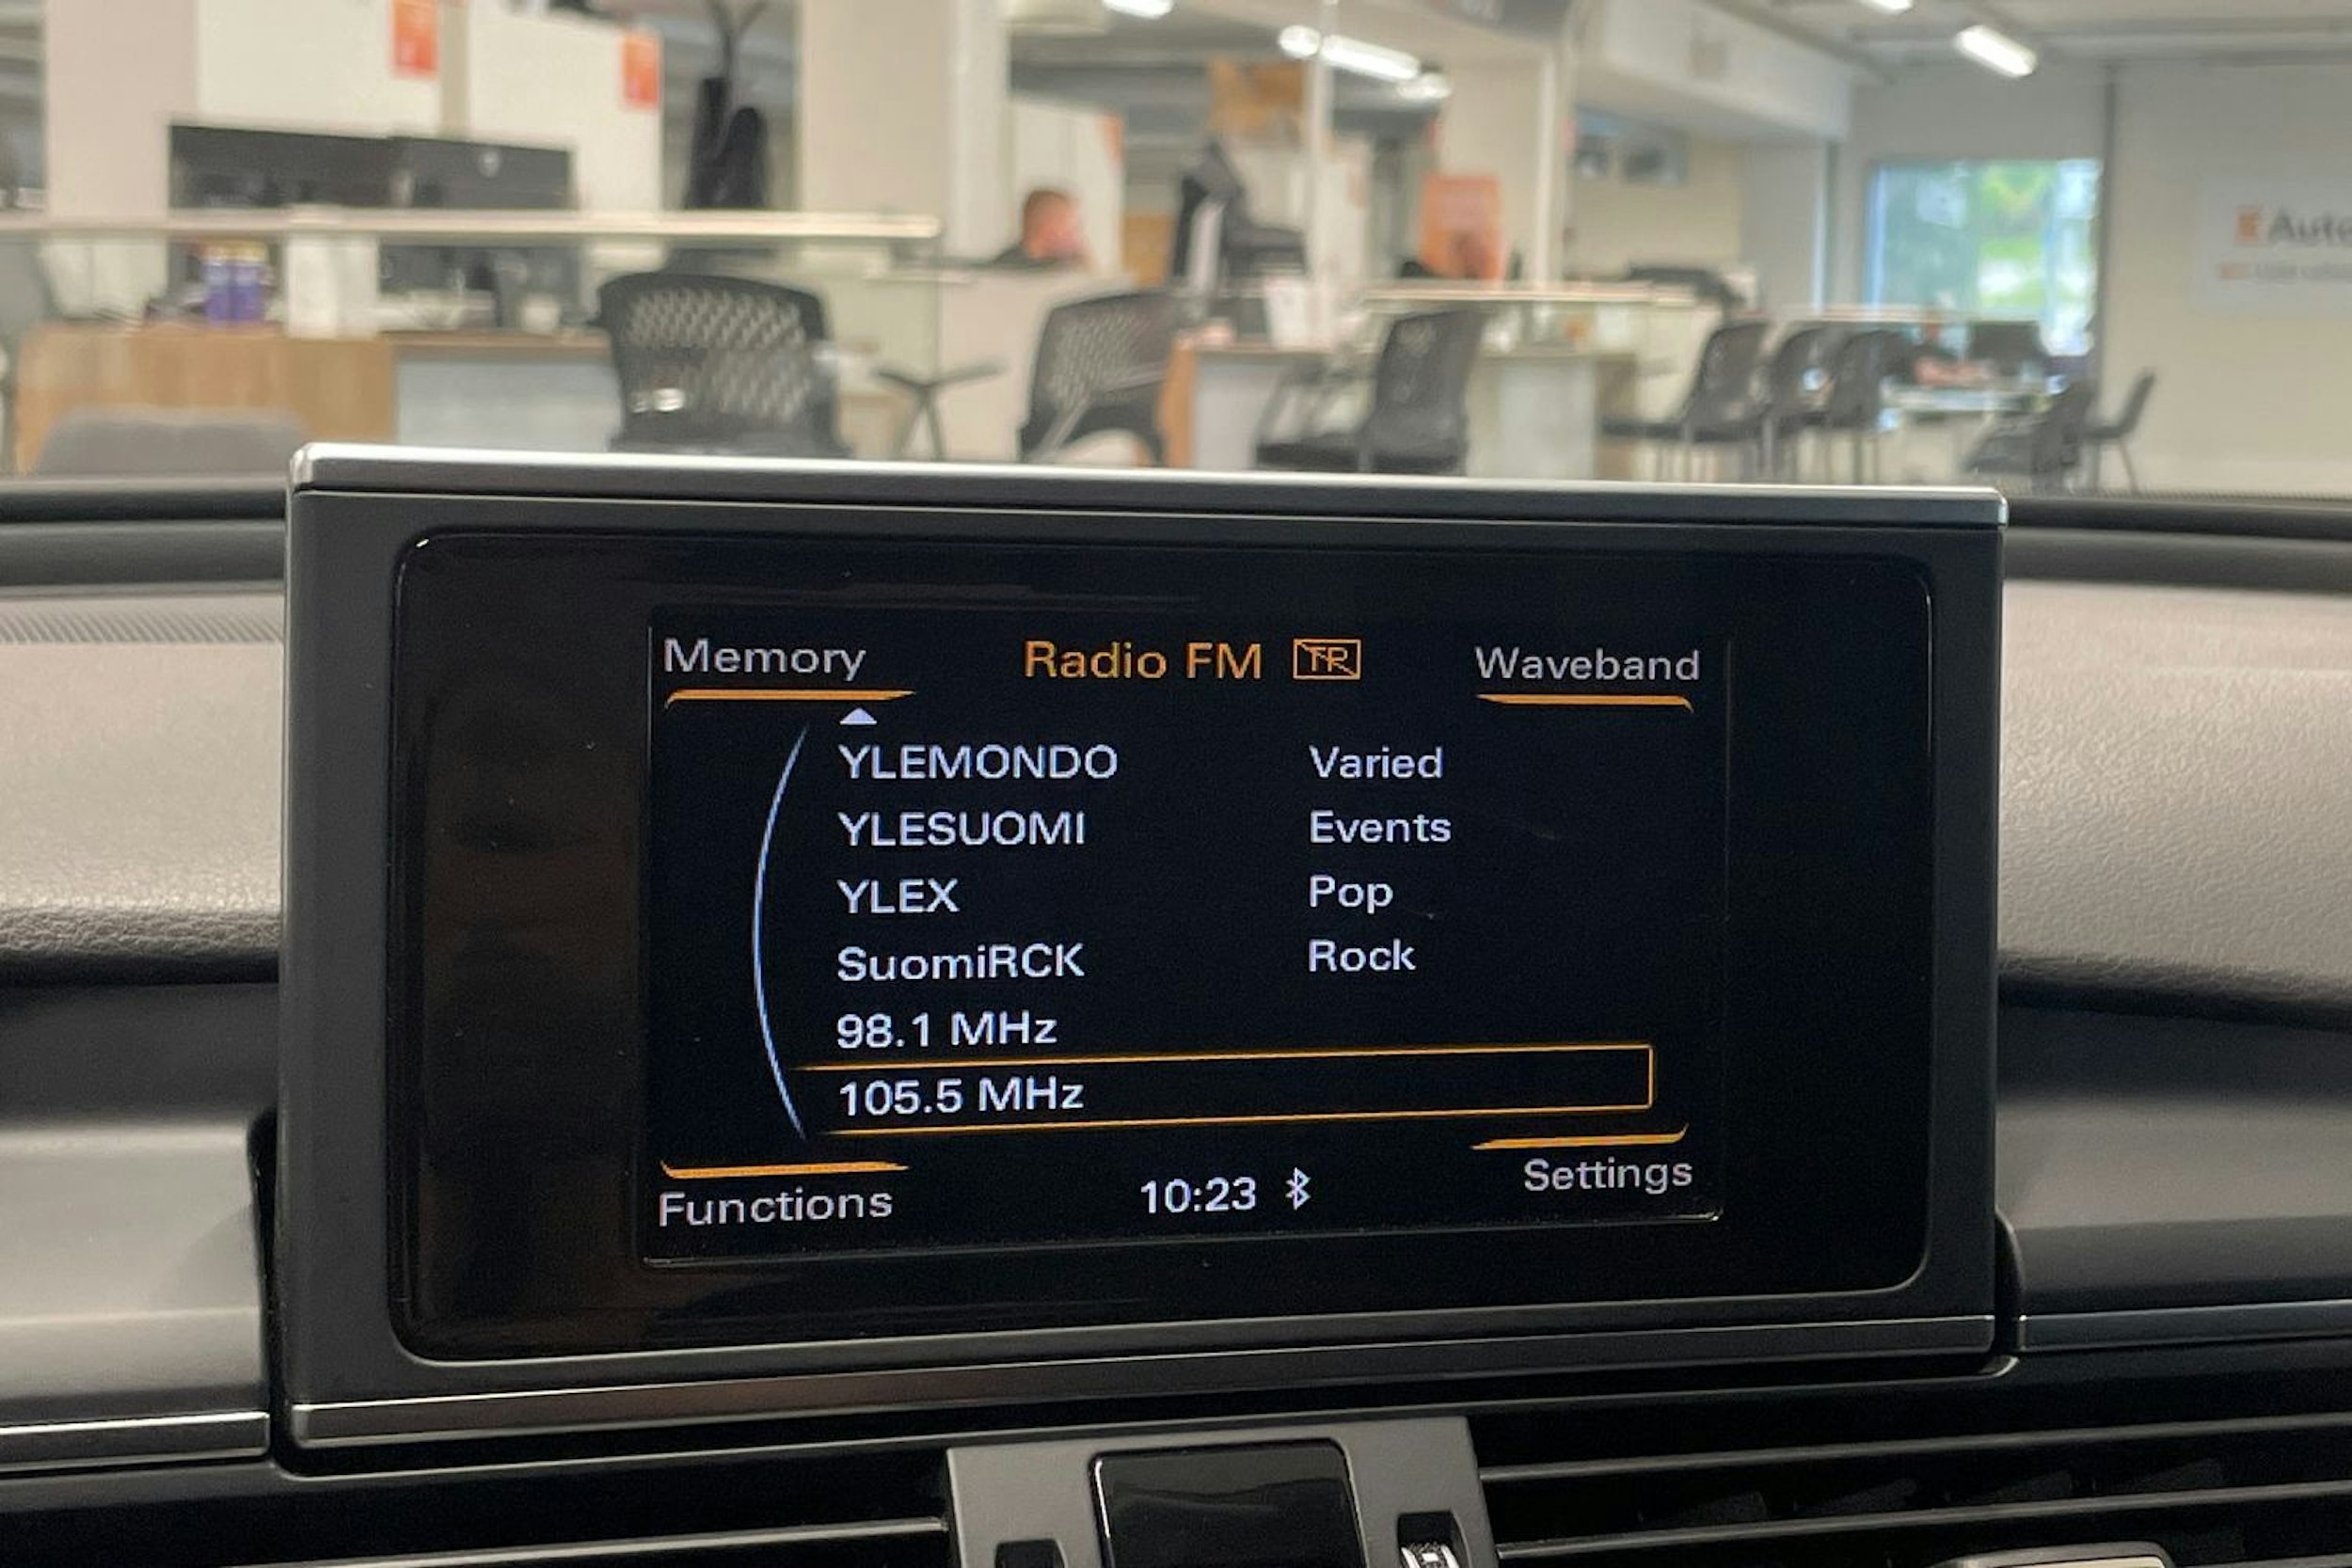 Memory Radio FM TR Waveband
YLEMONDO Varied
YLESUOMI Events
YLEX Pop
SuomiRCK Rock
98.1 MHz
105.5 MHz
Functions 10:23 Settings